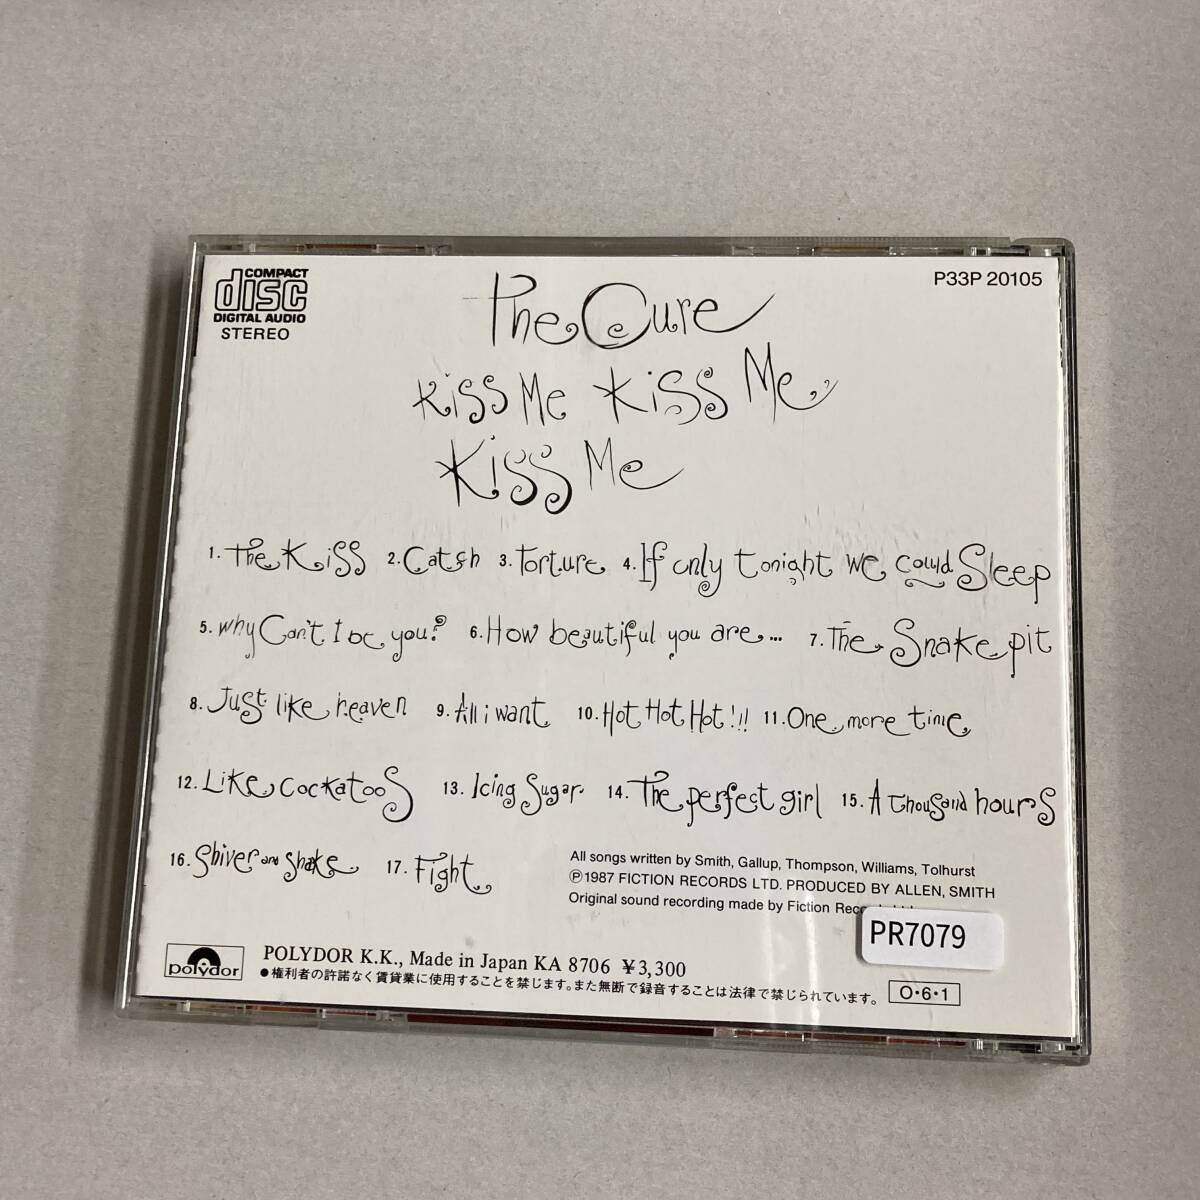 COMPACT
disc
DIGITAL AUDIO
STEREO
P33P 20105
The Cure
Kiss Me Kiss Me
Kiss Me
1. The Kiss 2. Catch 3. Torture 4. If only tonight we could Sleep
5. why Can't I be you? 6. How beautiful you are... 7. The Snakepit
8. Just like heaven 9. All i want 10. Hot Hot Hot!!! 11. One more time
12. Like Cockatoos 13. Icing Sugar 14. The perfect girl 15. A thousand hours
16. Shiver and shake 17. Fight
All songs written by Smith, Gallup, Thompson, Williams, Tolhurst
Ⓟ1987 FICTION RECORDS LTD. PRODUCED BY ALLEN, SMITH
Original sound recording made by Fiction
PR7079
polydor
POLYDOR K.K., Made in Japan KA 8706 ¥3,300
●権利者の許諾なく賃貸業に使用することを禁じます。また無断で録音することは法律で禁じられています。
O・6・1